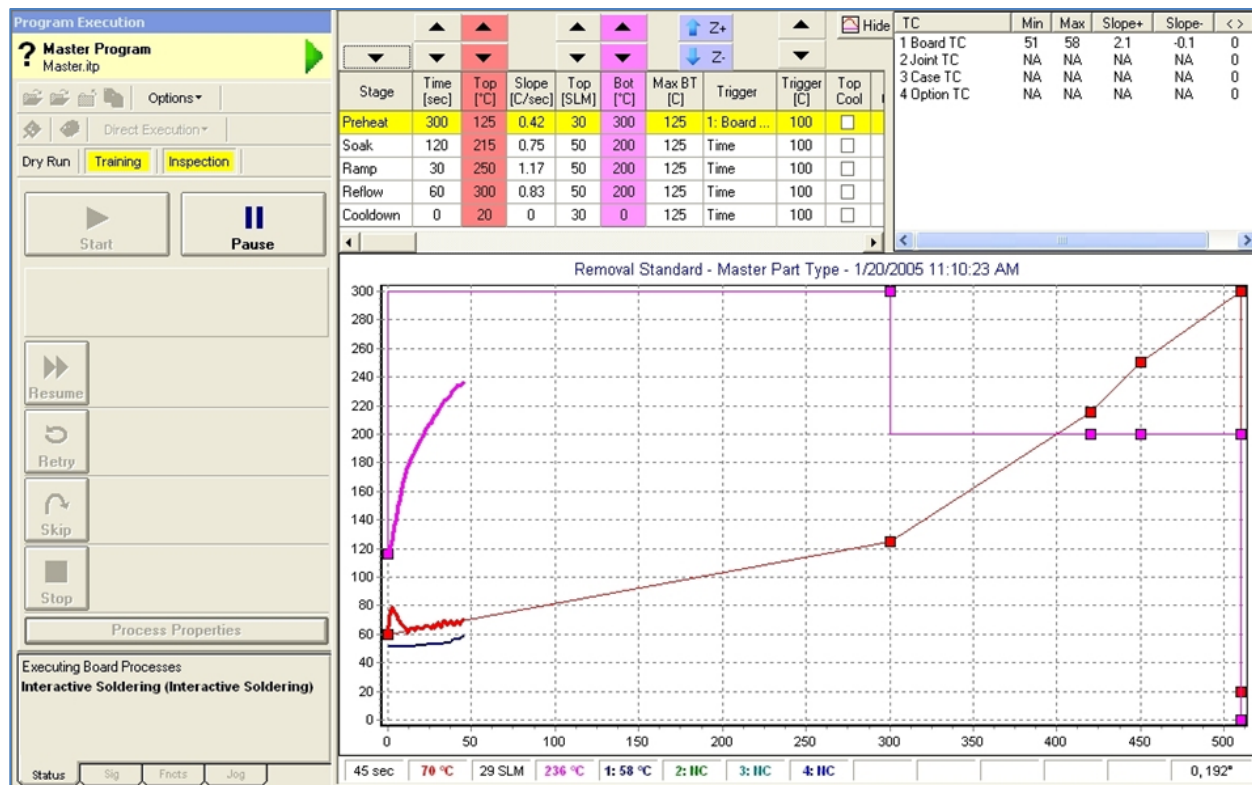 Program Execution
? Master Program
Master.itp
Options
Direct Execution
Dry Run Training Inspection
Start Pause
Resume
Retry
Skip
Stop
Process Properties
Executing Board Processes
Interactive Soldering (Interactive Soldering)
Status Sig Fncts Jog
Z+ Hide
Z-
Stage Time [sec] Top [°C] Slope [C/sec] Top [SLM] Bot [°C] Max BT [C] Trigger Trigger [C] Top Cool
Preheat 300 125 0.42 30 300 125 1: Board ... 100
Soak 120 215 0.75 50 200 125 Time 100
Ramp 30 250 1.17 50 200 125 Time 100
Reflow 60 300 0.83 50 200 125 Time 100
Cooldown 0 20 0 30 0 125 Time 100
TC Min Max Slope+ Slope- < >
1 Board TC 51 58 2.1 -0.1 0
2 Joint TC NA NA NA NA 0
3 Case TC NA NA NA NA 0
4 Option TC NA NA NA NA 0
Removal Standard - Master Part Type - 1/20/2005 11:10:23 AM
300
280
260
240
220
200
180
160
140
120
100
80
60
40
20
0
0 50 100 150 200 250 300 350 400 450 500
45 sec 70 °C 29 SLM 236 °C 1: 58 °C 2: NC 3: NC 4: NC 0, 192°